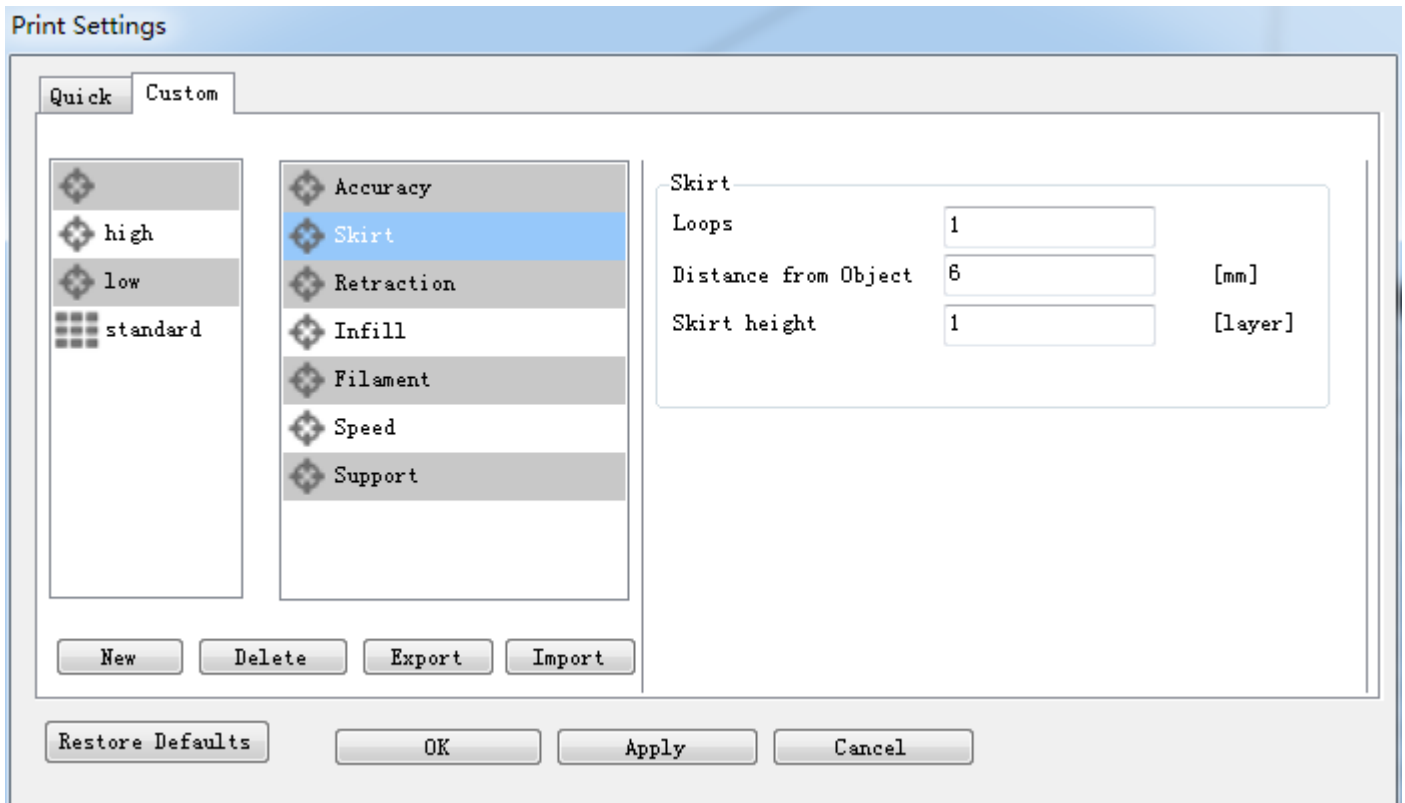 Print Settings
Quick Custom
high
low
standard
Accuracy
Skirt
Retraction
Infill
Filament
Speed
Support
Skirt
Loops 1
Distance from Object 6 [mm]
Skirt height 1 [layer]
New Delete Export Import
Restore Defaults OK Apply Cancel